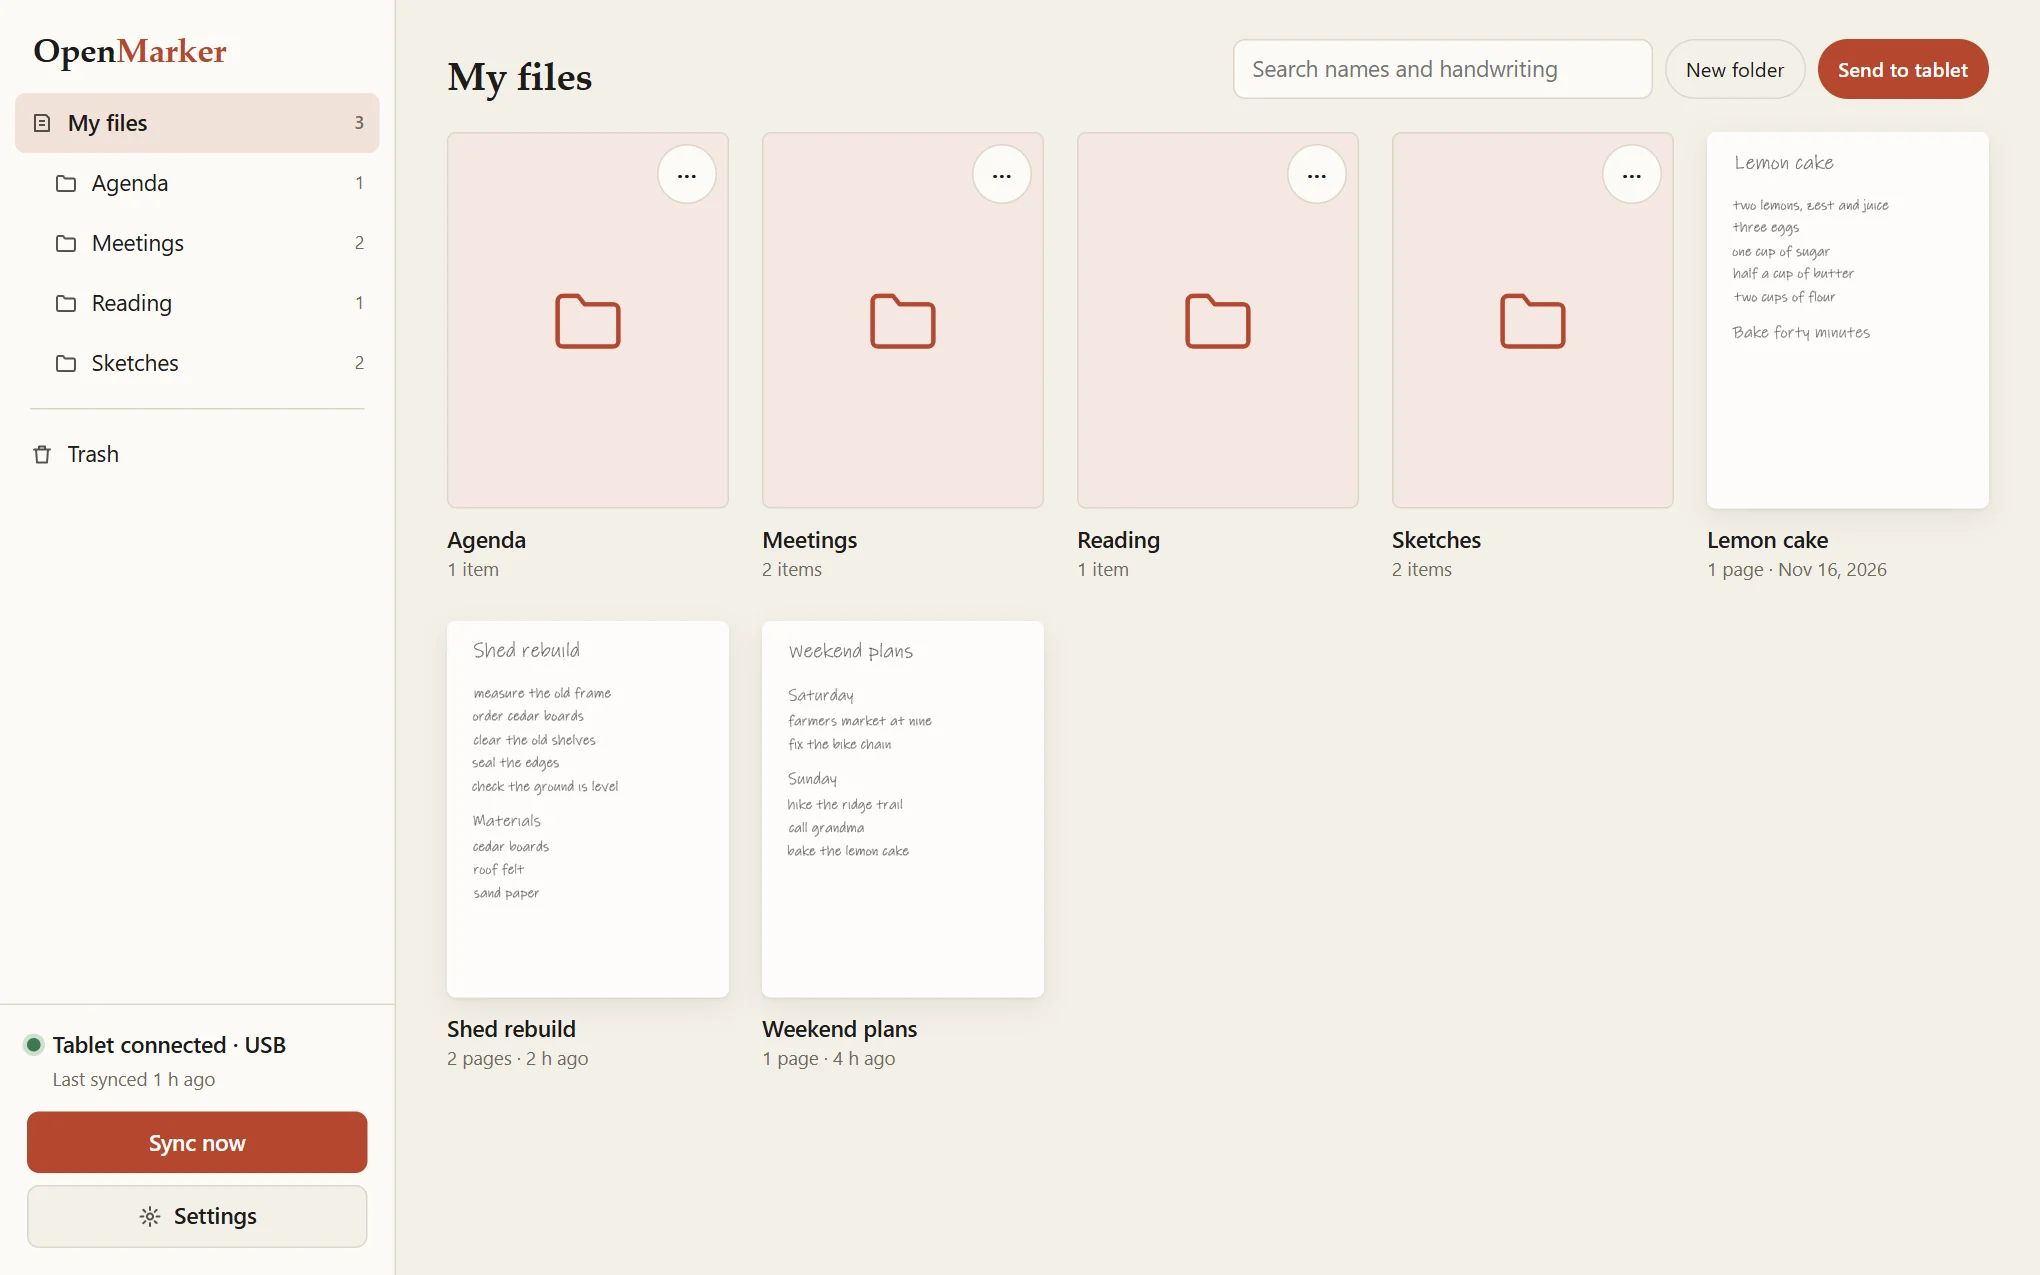 OpenMarker
My files 3
Agenda 1
Meetings 2
Reading 1
Sketches 2
Trash
Tablet connected · USB
Last synced 1 h ago
Sync now
Settings
My files
Search names and handwriting
New folder
Send to tablet
Agenda
1 item
Meetings
2 items
Reading
1 item
Sketches
2 items
Lemon cake
two lemons, zest and juice
three eggs
one cup of sugar
half a cup of butter
two cups of flour
Bake forty minutes
Lemon cake
1 page · Nov 16, 2026
Shed rebuild
measure the old frame
order cedar boards
clear the old shelves
seal the edges
check the ground is level
Materials
cedar boards
roof felt
sand paper
Shed rebuild
2 pages · 2 h ago
Weekend plans
Saturday
farmers market at nine
fix the bike chain
Sunday
hike the ridge trail
call grandma
bake the lemon cake
Weekend plans
1 page · 4 h ago